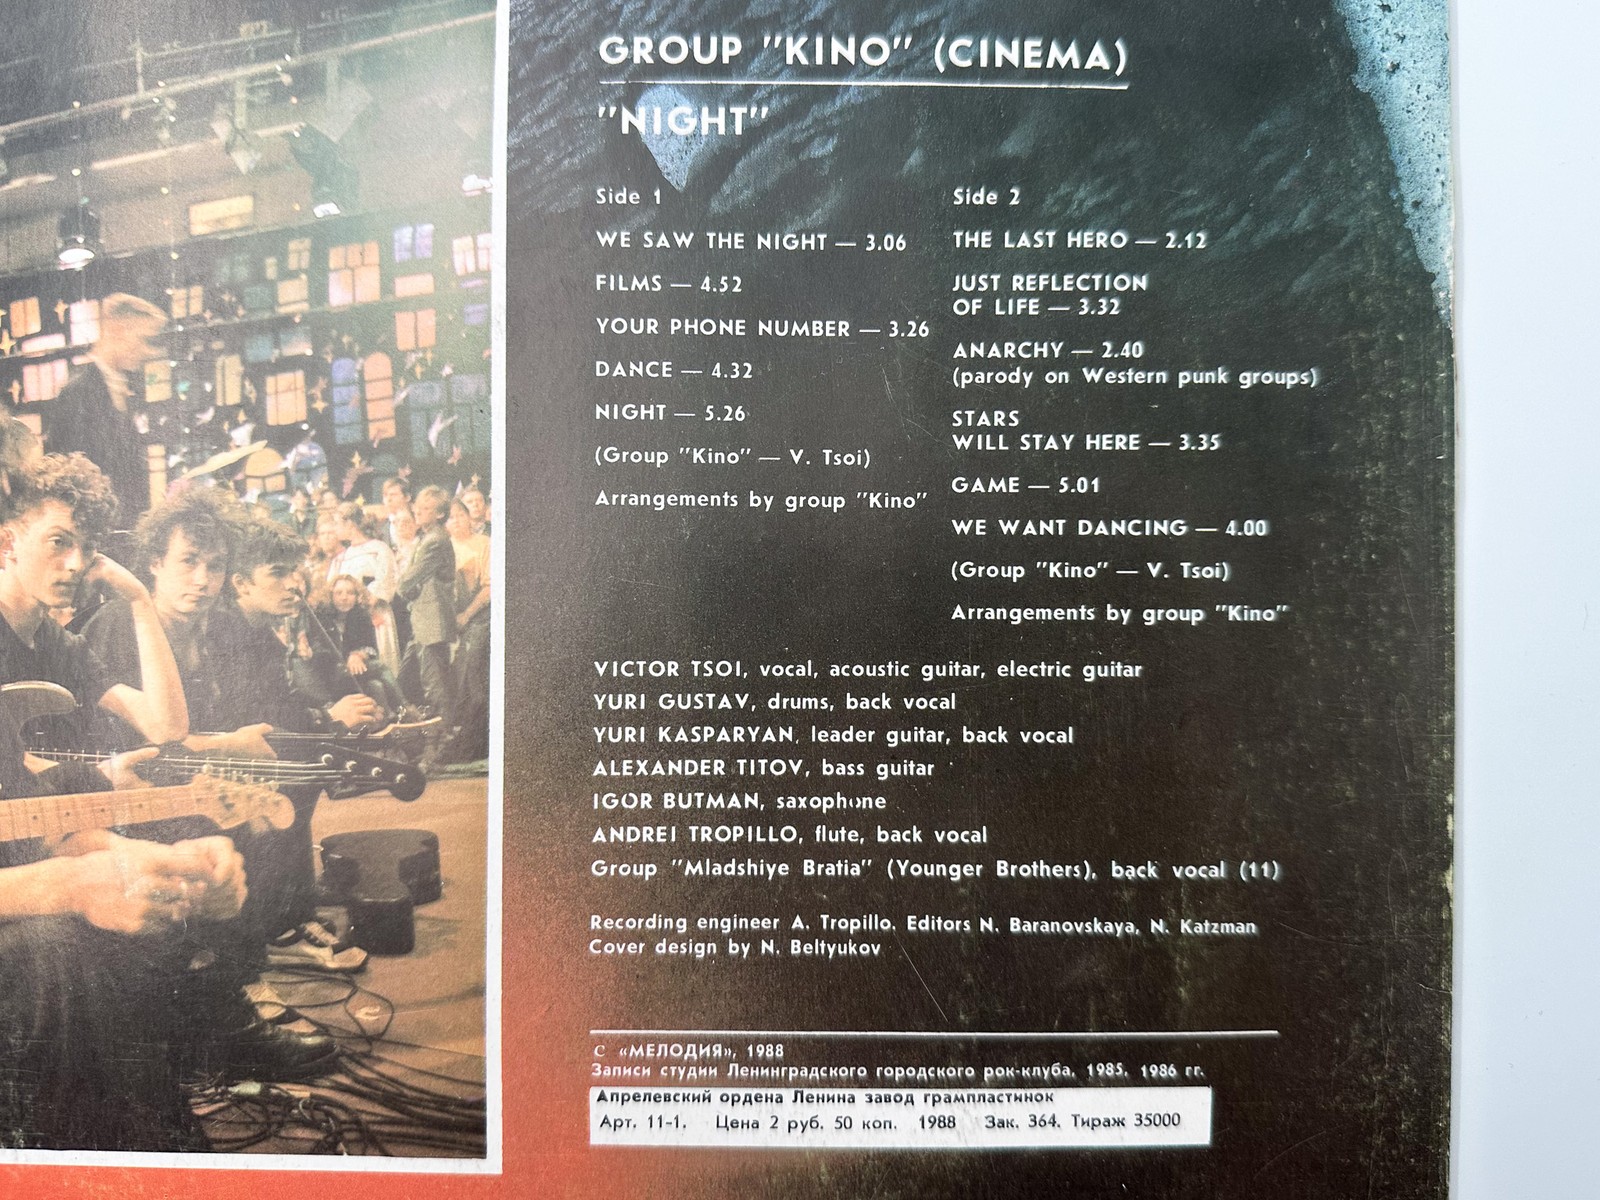 GROUP "KINO" (CINEMA)
"NIGHT"
Side 1
WE SAW THE NIGHT — 3.06
FILMS — 4.52
YOUR PHONE NUMBER — 3.26
DANCE — 4.32
NIGHT — 5.26
(Group "Kino" — V. Tsoi)
Arrangements by group "Kino"
Side 2
THE LAST HERO — 2.12
JUST REFLECTION
OF LIFE — 3.32
ANARCHY — 2.40
(parody on Western punk groups)
STARS
WILL STAY HERE — 3.35
GAME — 5.01
WE WANT DANCING — 4.00
(Group "Kino" — V. Tsoi)
Arrangements by group "Kino"
VICTOR TSOI, vocal, acoustic guitar, electric guitar
YURI GUSTAV, drums, back vocal
YURI KASPARYAN, leader guitar, back vocal
ALEXANDER TITOV, bass guitar
IGOR BUTMAN, saxophone
ANDREI TROPILLO, flute, back vocal
Group "Mladshiye Bratia" (Younger Brothers), back vocal (11)
Recording engineer A. Tropillo. Editors N. Baranovskaya, N. Katzman
Cover design by N. Beltyukov
С «МЕЛОДИЯ», 1988
Записи студии Ленинградского городского рок-клуба, 1985, 1986 гг.
Апрелевский ордена Ленина завод грампластинок
Арт. 11-1. Цена 2 руб. 50 коп. 1988 Зак. 364. Тираж 35000